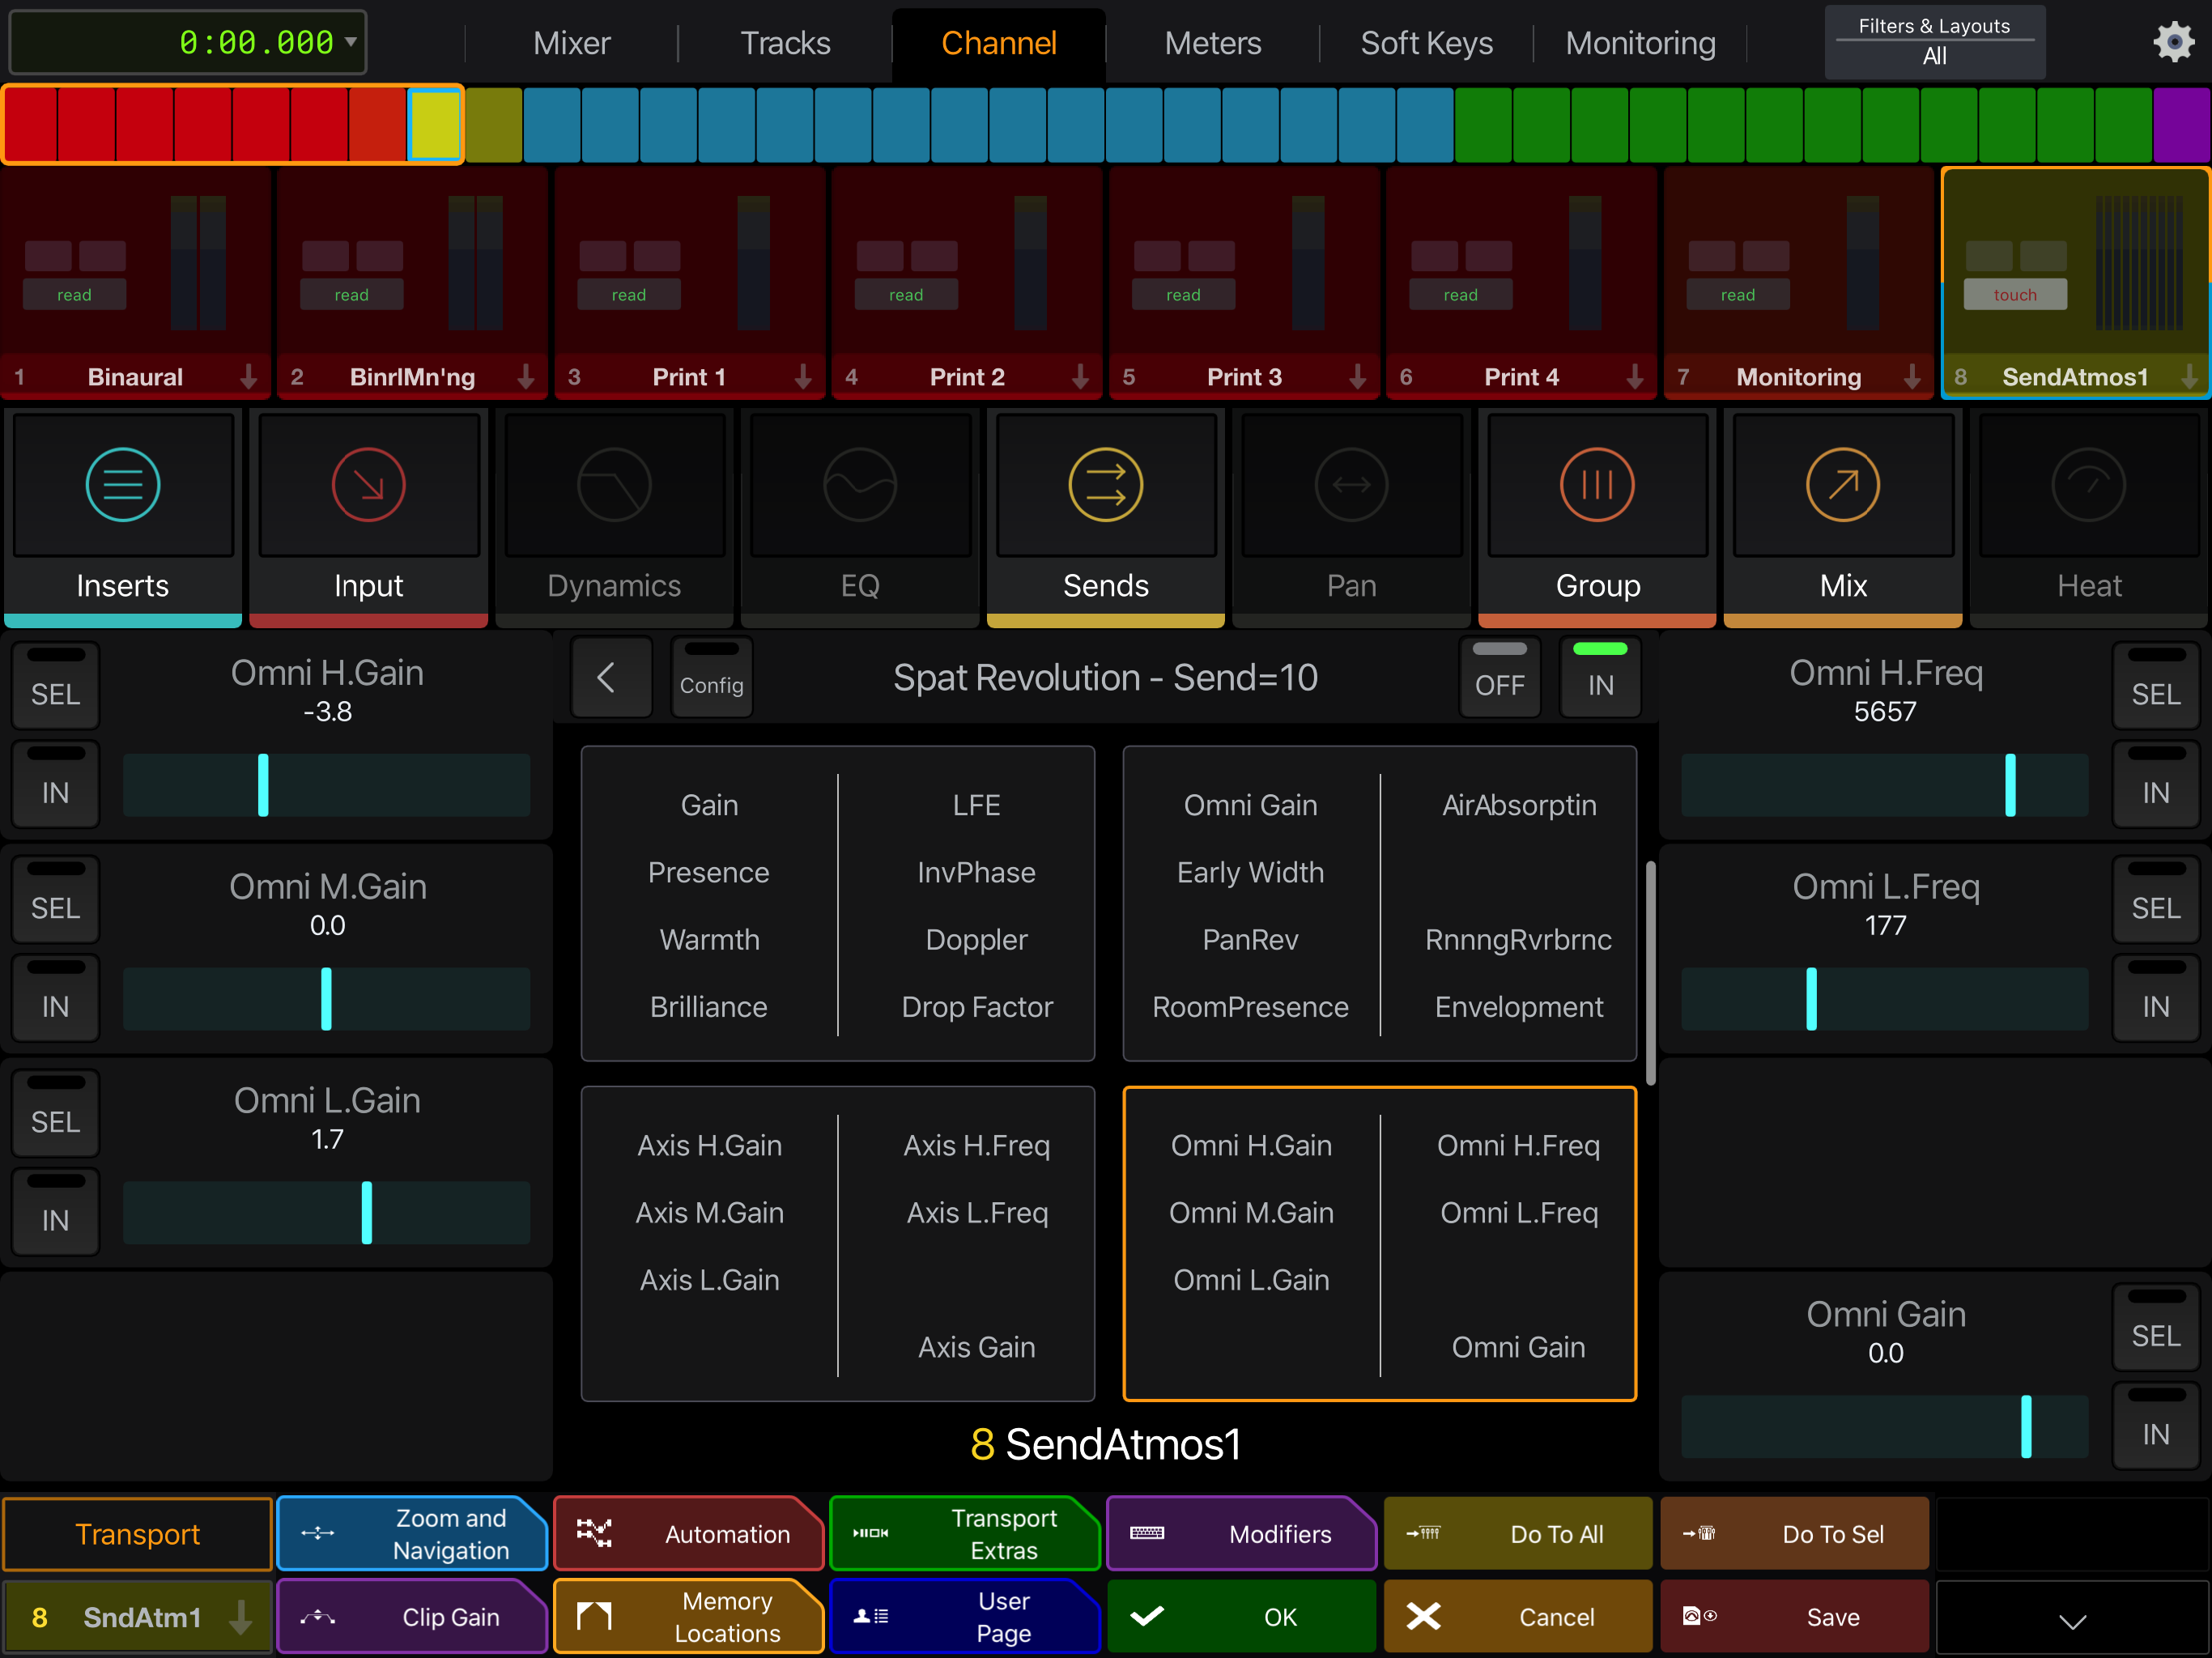 0:00.000
Mixer
Tracks
Channel
Meters
Soft Keys
Monitoring
Filters & Layouts
All
read
read
read
read
read
read
read
touch
1 Binaural
2 BinrlMn'ng
3 Print 1
4 Print 2
5 Print 3
6 Print 4
7 Monitoring
8 SendAtmos1
Inserts
Input
Dynamics
EQ
Sends
Pan
Group
Mix
Heat
SEL
Omni H.Gain
-3.8
IN
SEL
Omni M.Gain
0.0
IN
SEL
Omni L.Gain
1.7
IN
Config
Spat Revolution - Send=10
OFF
IN
Gain
LFE
Presence
InvPhase
Warmth
Doppler
Brilliance
Drop Factor
Omni Gain
AirAbsorptin
Early Width
PanRev
RnnngRvrbrnc
RoomPresence
Envelopment
Axis H.Gain
Axis H.Freq
Axis M.Gain
Axis L.Freq
Axis L.Gain
Axis Gain
Omni H.Gain
Omni H.Freq
Omni M.Gain
Omni L.Freq
Omni L.Gain
Omni Gain
8 SendAtmos1
Omni H.Freq
5657
SEL
IN
Omni L.Freq
177
SEL
IN
Omni Gain
0.0
SEL
IN
Transport
Zoom and
Navigation
Automation
Transport
Extras
Modifiers
Do To All
Do To Sel
8 SndAtm1
Clip Gain
Memory
Locations
User
Page
OK
Cancel
Save